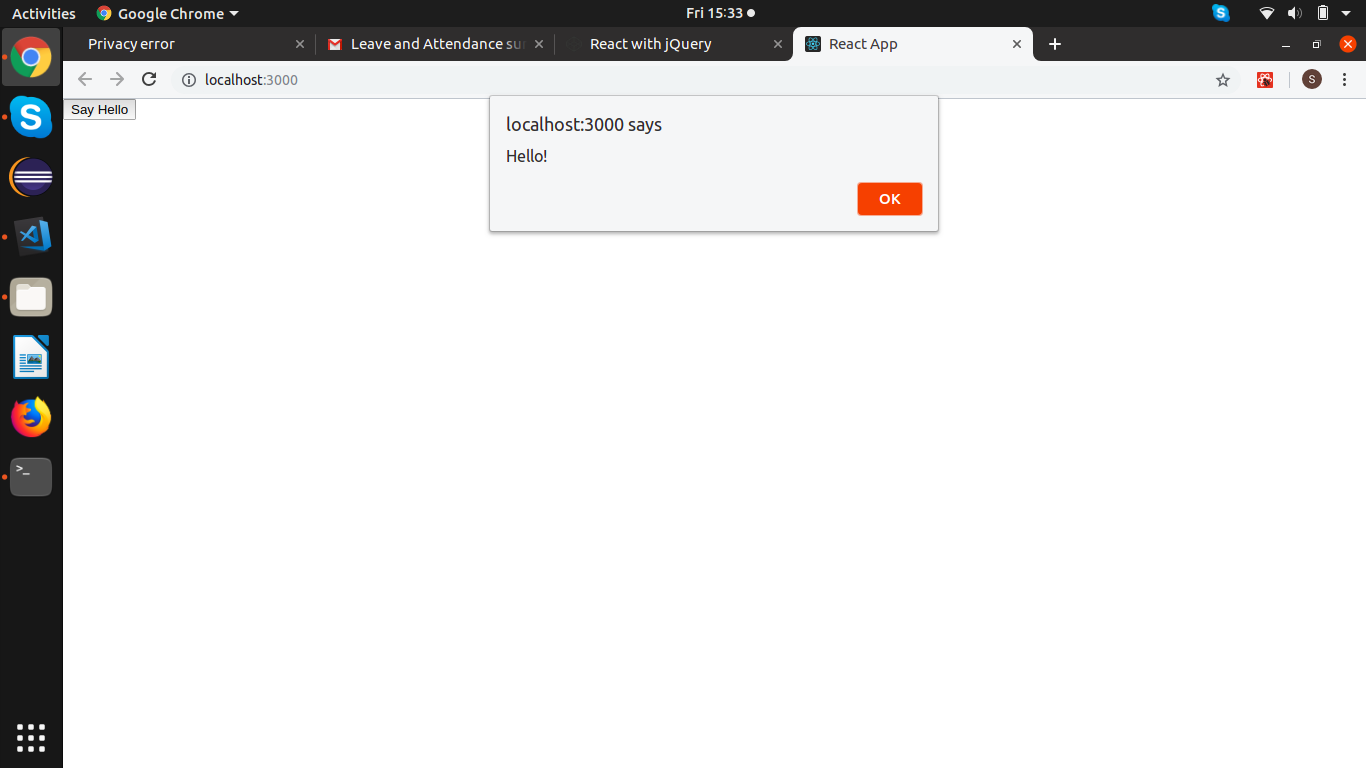 Activities Google Chrome Fri 15:33
Privacy error Leave and Attendance su React with jQuery React App
localhost:3000 S
Say Hello
localhost:3000 says
Hello!
OK
>_